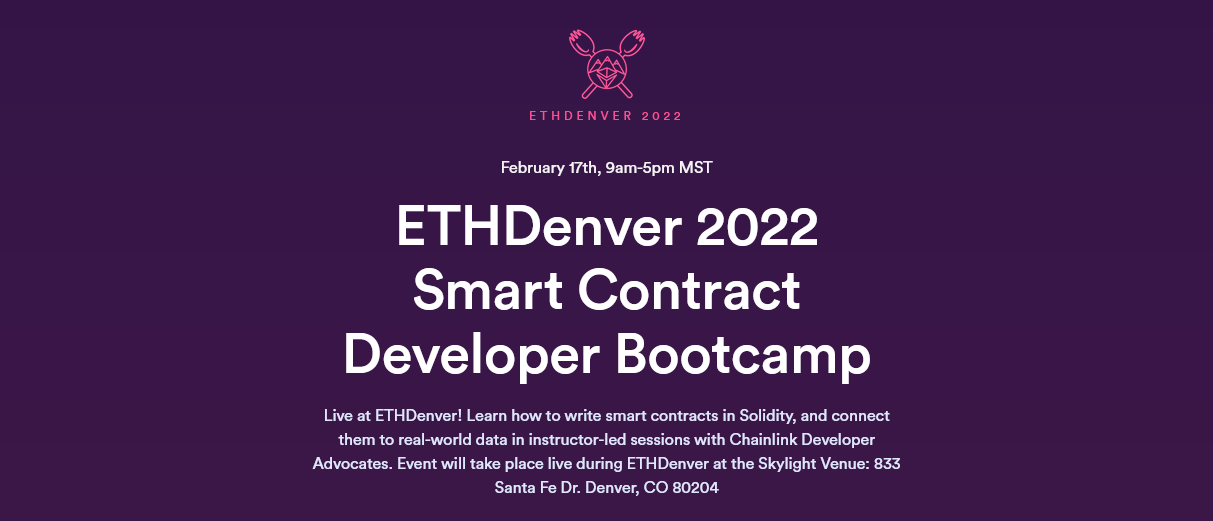 ETHDENVER 2022
February 17th, 9am-5pm MST
ETHDenver 2022
Smart Contract
Developer Bootcamp
Live at ETHDenver! Learn how to write smart contracts in Solidity, and connect
them to real-world data in instructor-led sessions with Chainlink Developer
Advocates. Event will take place live during ETHDenver at the Skylight Venue: 833
Santa Fe Dr. Denver, CO 80204